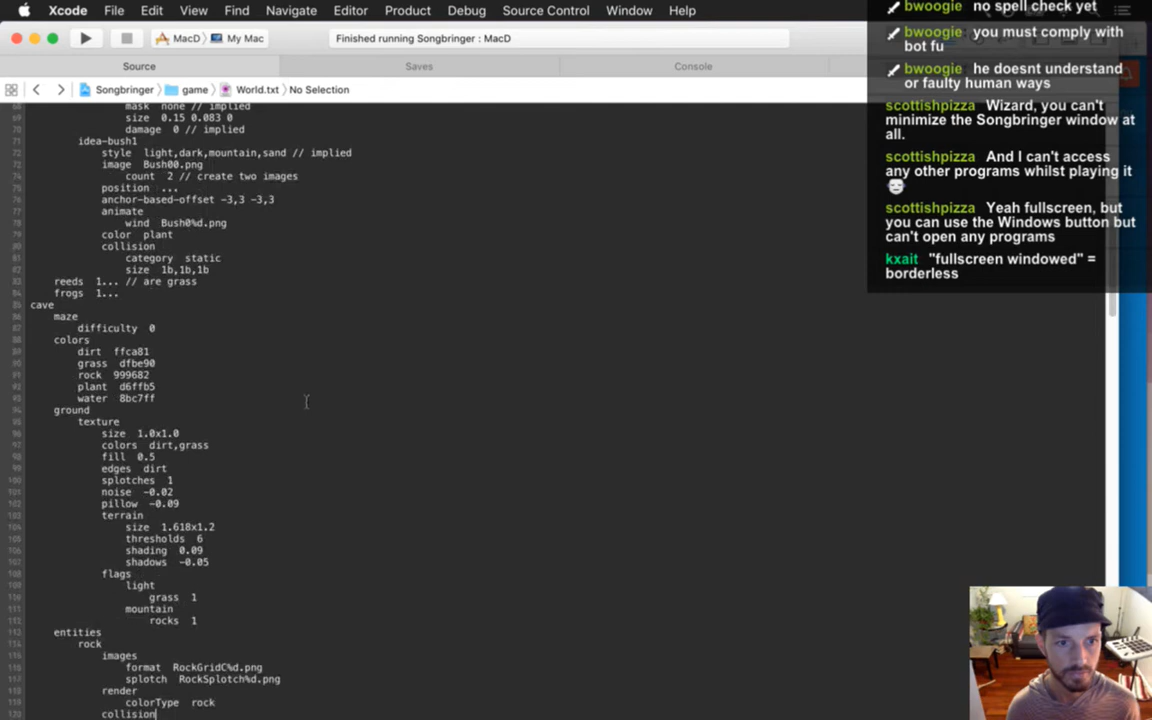 Xcode File Edit View Find Navigate Editor Product Debug Source Control Window Help
MacD My Mac
Finished running Songbringer : MacD
Source Saves Console
Songbringer game World.txt No Selection
mask none // implied
size 0.15 0.083 0
damage 0 // implied
idea-bush1
style light,dark,mountain,sand // implied
image Bush00.png
count 2 // create two images
position ...
anchor-based-offset -3,3 -3,3
animate
wind Bush0%d.png
color plant
collision
category static
size 1b,1b,1b
reeds 1... // are grass
frogs 1...
cave
maze
difficulty 0
colors
dirt ffca81
grass dfbe90
rock 999682
plant d6ffb5
water 8bc7ff
ground
texture
size 1.0x1.0
colors dirt,grass
fill 0.5
edges dirt
splotches 1
noise -0.02
pillow -0.09
terrain
size 1.618x1.2
thresholds 6
shading 0.09
shadows -0.05
flags
light
grass 1
mountain
rocks 1
entities
rock
images
format RockGridC%d.png
splotch RockSplotch%d.png
render
colorType rock
collision
bwoogie no spell check yet
bwoogie you must comply with
bot fu
bwoogie he doesnt understand
or faulty human ways
scottishpizza Wizard, you can't
minimize the Songbringer window at
all.
scottishpizza And I can't access
any other programs whilst playing it
scottishpizza Yeah fullscreen, but
you can use the Windows button but
can't open any programs
kxait "fullscreen windowed" =
borderless